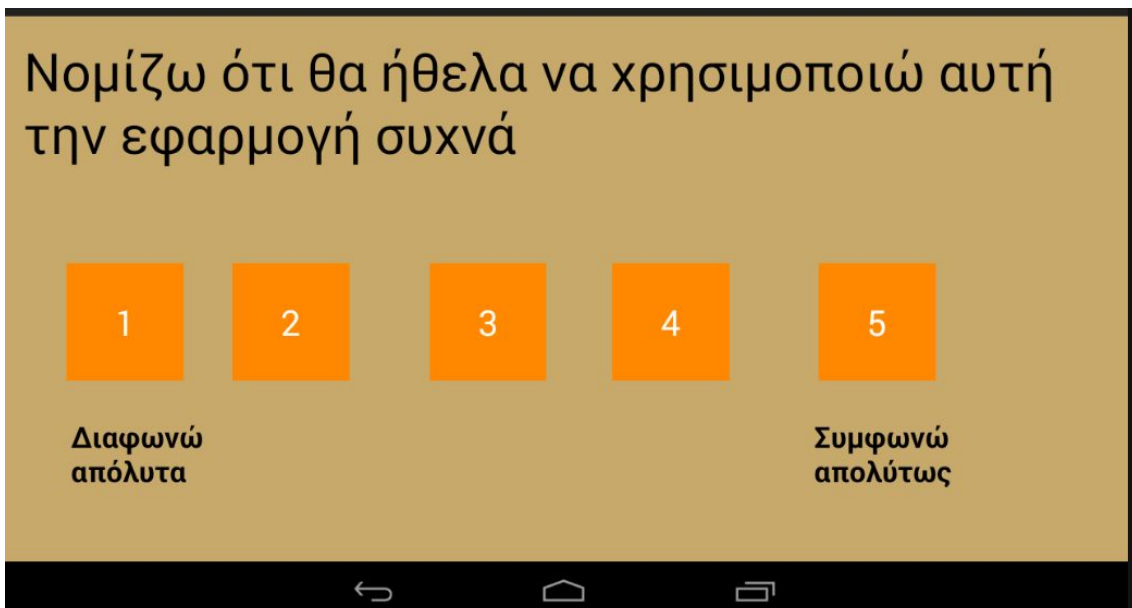 Νομίζω ότι θα ήθελα να χρησιμοποιώ αυτή
την εφαρμογή συχνά
1 2 3 4 5
Διαφωνώ Συμφωνώ
απόλυτα απολύτως